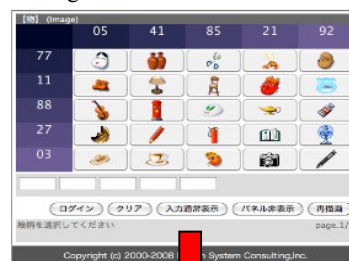 【物】 (Image)
05 41 85 21 92
77
11
88
27
03
ログイン クリア 入力値非表示 パネル非表示 再描画
絵柄を選択してください page.1/
Copyright (c) 2000-2008 System Consulting,Inc.